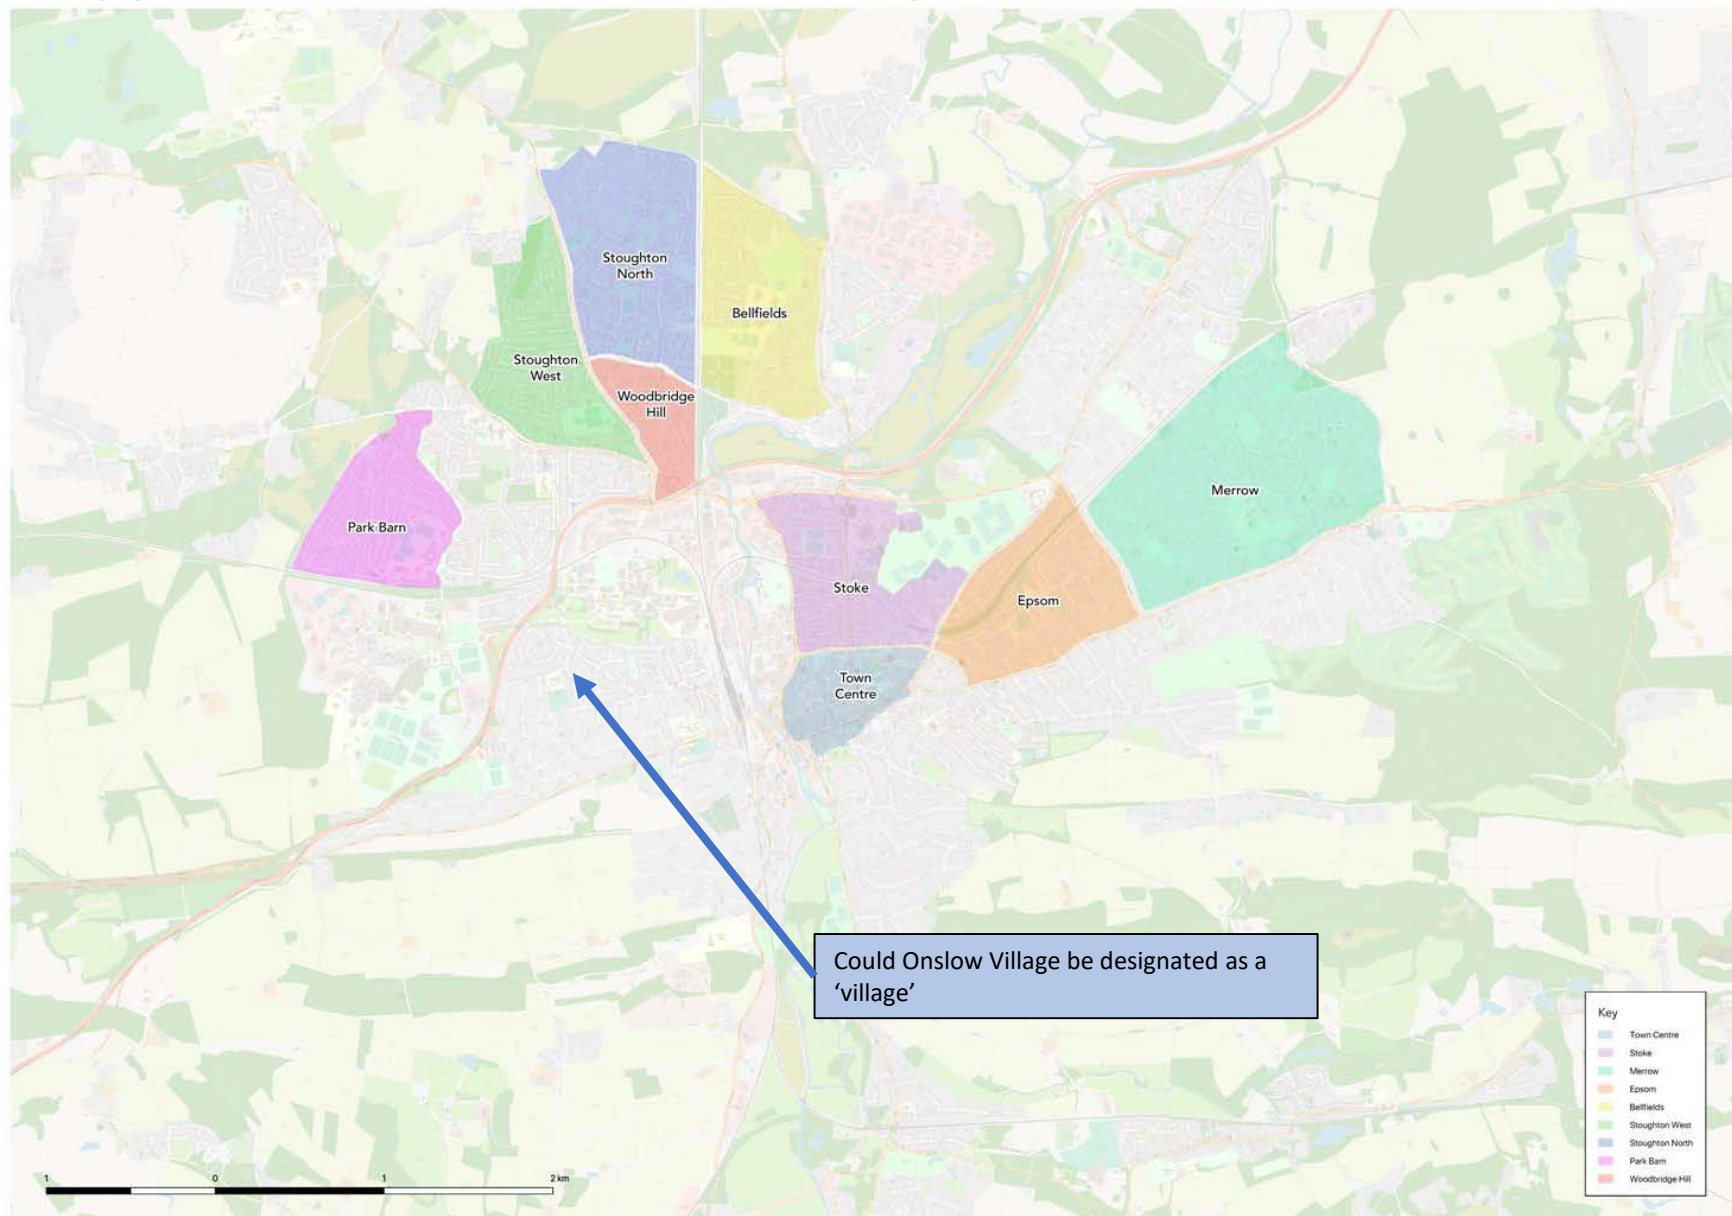 Stoughton
North
Bellfields
Stoughton
West
Woodbridge
Hill
Merrow
Park Barn
Stoke
Epsom
Town
Centre
Could Onslow Village be designated as a
‘village’
Key
Town Centre
Stoke
Merrow
Epsom
Bellfields
Stoughton West
Stoughton North
Park Barn
Woodbridge Hill
1 0 1 2 km